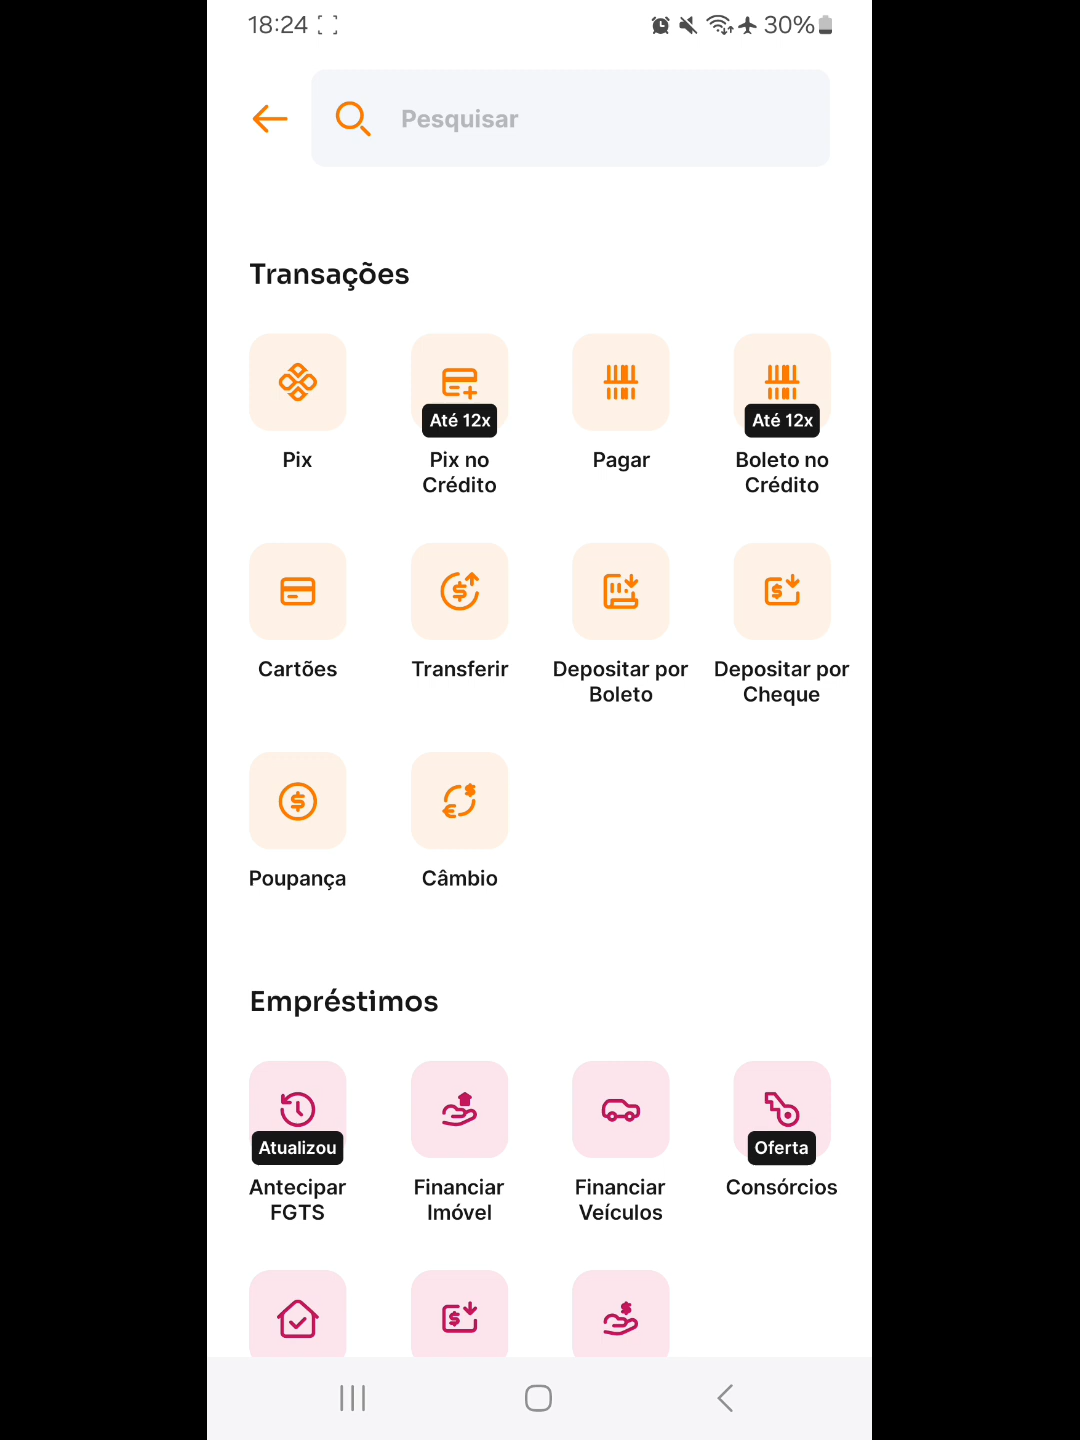 18:24
30%
Pesquisar
Transações
Até 12x
Até 12x
Pix
Pix no
Crédito
Pagar
Boleto no
Crédito
Cartões
Transferir
Depositar por
Boleto
Depositar por
Cheque
Poupança
Câmbio
Empréstimos
Atualizou
Oferta
Antecipar
FGTS
Financiar
Imóvel
Financiar
Veículos
Consórcios